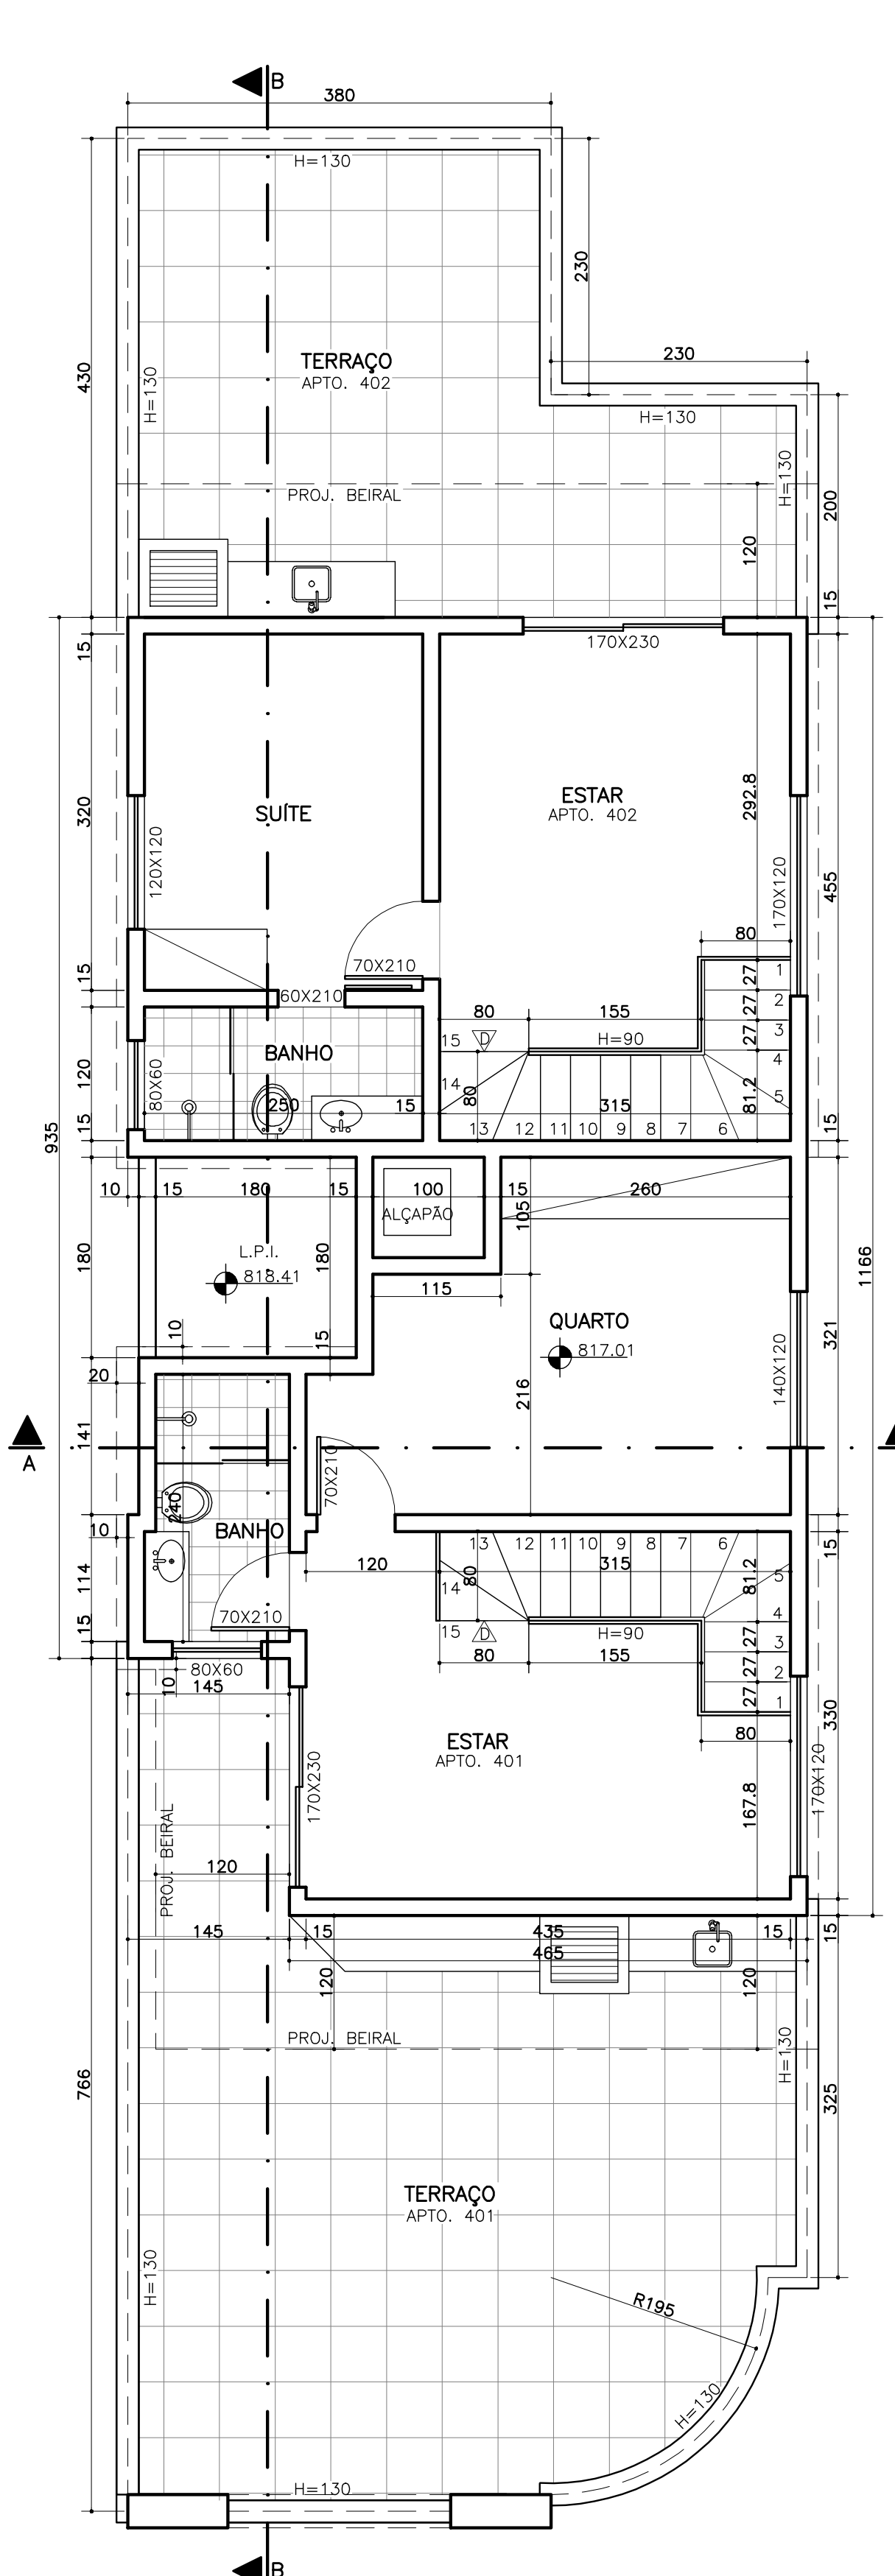 B
380
H=130
230
430
TERRAÇO
APTO. 402
H=130
230
H=130
H=130
200
PROJ. BEIRAL
120
15
170X230
15
320
SUÍTE
120X120
ESTAR
APTO. 402
292.8
170X120
455
80
70X210
15
60X210
27
1
27
2
27
3
4
5
80
155
H=90
15
D
14
80
13
12
11
10
9
8
7
6
315
81.2
15
BANHO
80X60
120
250
15
15
935
10
15
180
15
100
15
260
ALÇAPÃO
105
L.P.I.
818.41
180
180
115
1166
QUARTO
817.01
10
15
140X120
321
20
216
141
A
70X210
240
BANHO
10
114
120
13
12
11
10
9
8
7
6
315
14
80
15
D
H=90
81.2
5
4
3
2
1
27
27
27
15
80
155
80
70X210
15
80X60
10
145
ESTAR
APTO. 401
170X230
167.8
170X120
330
PROJ. BEIRAL
120
145
15
435
15
465
15
120
120
PROJ. BEIRAL
H=130
766
325
TERRAÇO
APTO. 401
H=130
R195
H=130
H=130
B